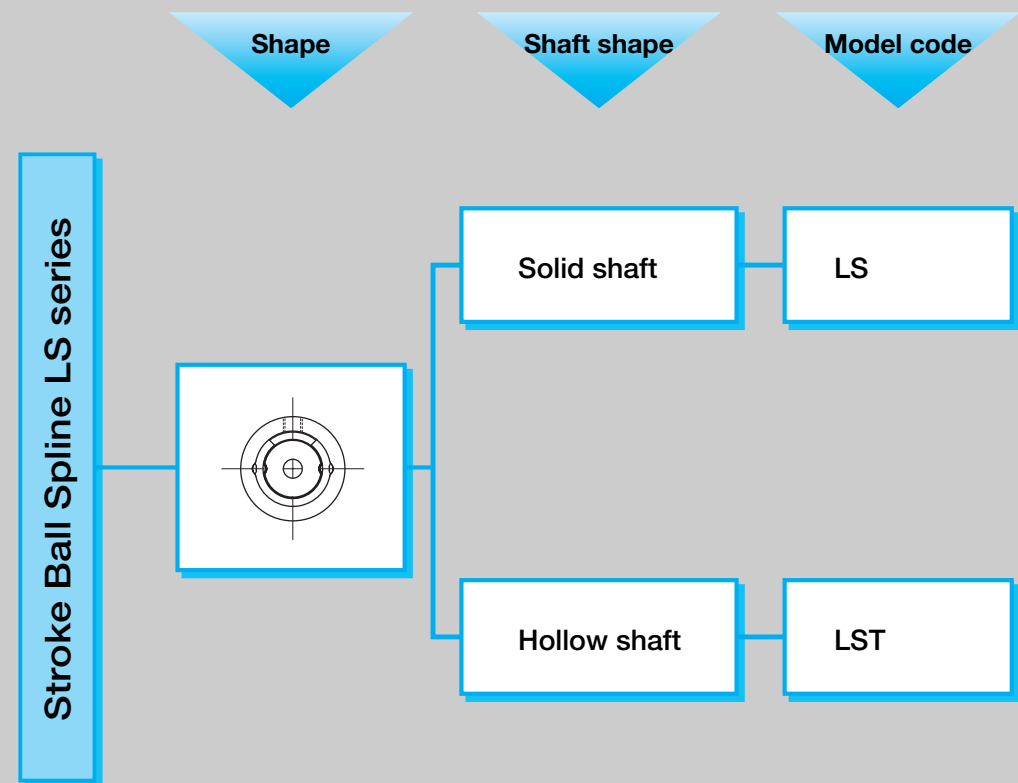 Shape
Shaft shape
Model code
Stroke Ball Spline LS series
Solid shaft
LS
Hollow shaft
LST